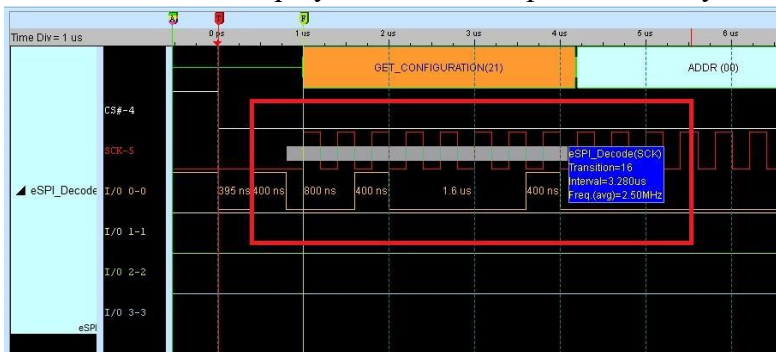 A T F
Time Div= 1 us
0 ps 1 us 2 us 3 us 4 us 5 us 6 us
GET_CONFIGURATION(21) ADDR (00)
CS#-4
SCK-5
eSPI_Decode(SCK)
Transition=16
Interval=3.280us
Freq.(avg)=2.50MHz
eSPI_Decode I/O 0-0 395 ns 400 ns 800 ns 400 ns 1.6 us 400 ns
I/O 1-1
I/O 2-2
I/O 3-3
eSPI